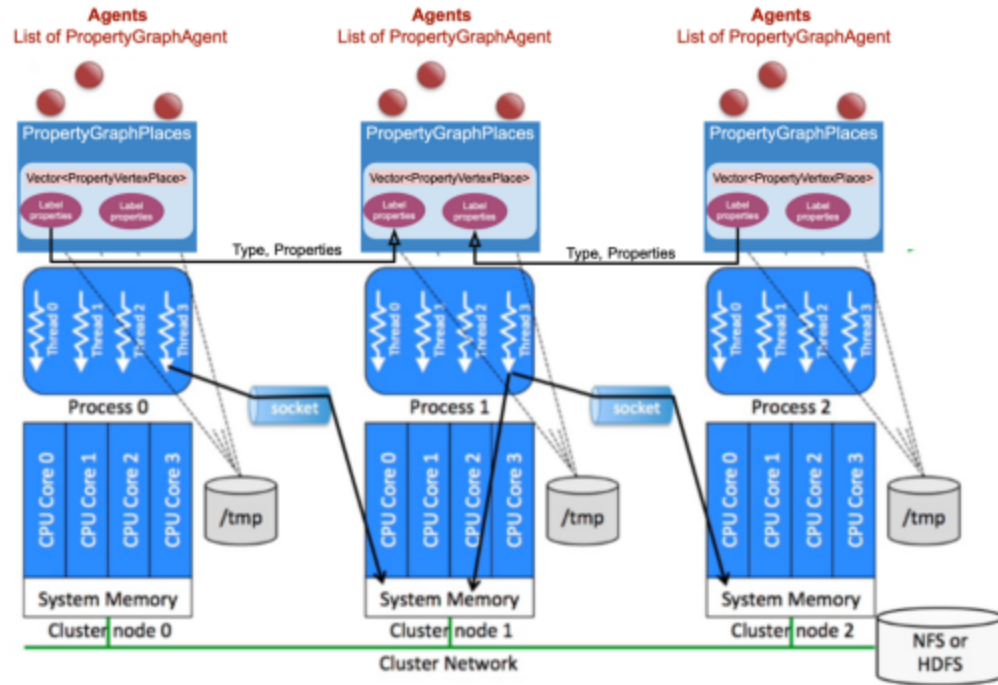 Agents
List of PropertyGraphAgent
Agents
List of PropertyGraphAgent
Agents
List of PropertyGraphAgent
PropertyGraphPlaces
PropertyGraphPlaces
PropertyGraphPlaces
Vector<PropertyVertexPlace>
Vector<PropertyVertexPlace>
Vector<PropertyVertexPlace>
Label
properties
Label
properties
Label
properties
Label
properties
Label
properties
Label
properties
Type, Properties
Type, Properties
Thread 0
Thread 1
Thread 2
Thread 3
Thread 0
Thread 1
Thread 2
Thread 3
Thread 0
Thread 1
Thread 2
Thread 3
Process 0
socket
Process 1
socket
Process 2
CPU Core 0
CPU Core 1
CPU Core 2
CPU Core 3
/tmp
CPU Core 0
CPU Core 1
CPU Core 2
CPU Core 3
/tmp
CPU Core 0
CPU Core 1
CPU Core 2
CPU Core 3
/tmp
System Memory
System Memory
System Memory
Cluster node 0
Cluster node 1
Cluster node 2
Cluster Network
NFS or
HDFS